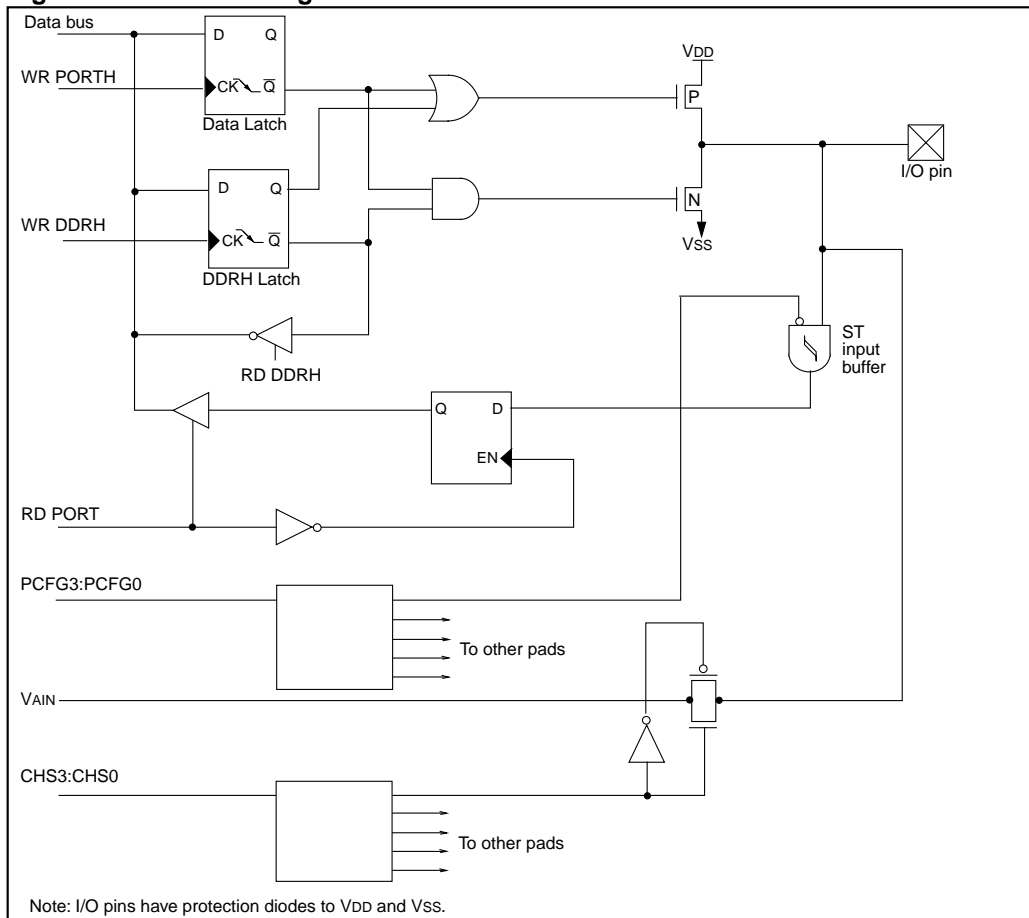 Data bus
D Q
VDD
WR PORTH
CK Q
P
Data Latch
I/O pin
D Q
N
WR DDRH
CK Q
VSS
DDRH Latch
ST
input
buffer
RD DDRH
Q D
EN
RD PORT
PCFG3:PCFG0
To other pads
VAIN
CHS3:CHS0
To other pads
Note: I/O pins have protection diodes to VDD and VSS.